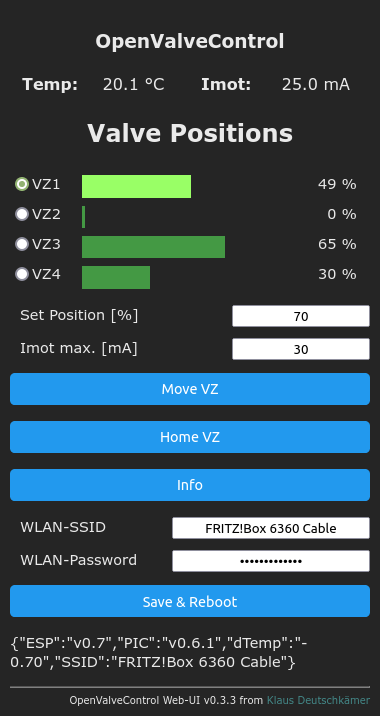 OpenValveControl
Temp: 20.1 °C Imot: 25.0 mA
Valve Positions
VZ1 49 %
VZ2 0 %
VZ3 65 %
VZ4 30 %
Set Position [%] 70
Imot max. [mA] 30
Move VZ
Home VZ
Info
WLAN-SSID FRITZ!Box 6360 Cable
WLAN-Password •••••••••••••
Save & Reboot
{"ESP":"v0.7","PIC":"v0.6.1","dTemp":"-
0.70","SSID":"FRITZ!Box 6360 Cable"}
OpenValveControl Web-UI v0.3.3 from Klaus Deutschkämer